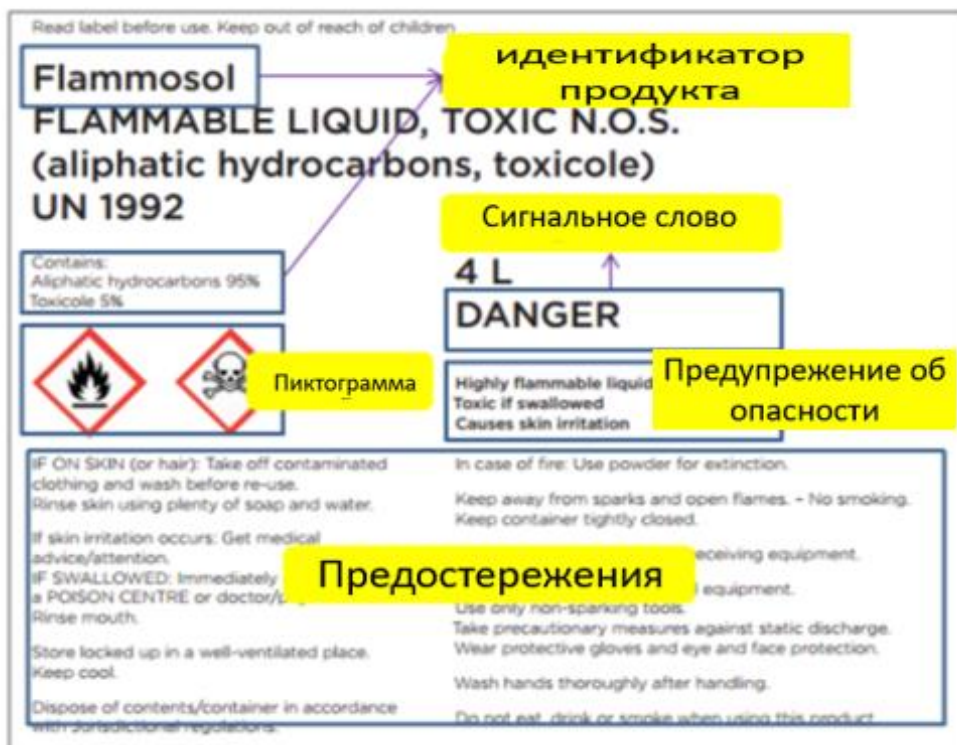 Read label before use. Keep out of reach of children
Flammosol
идентификатор
продукта
FLAMMABLE LIQUID, TOXIC N.O.S.
(aliphatic hydrocarbons, toxicole)
UN 1992
Сигнальное слово
Contains:
Aliphatic hydrocarbons 95%
Toxicole 5%
4 L
DANGER
Пиктограмма
Highly flammable liquid
Toxic if swallowed
Causes skin irritation
Предупрежение об
опасности
IF ON SKIN (or hair): Take off contaminated
clothing and wash before re-use.
Rinse skin using plenty of soap and water.
If skin irritation occurs: Get medical
advice/attention.
IF SWALLOWED: Immediately
a POISON CENTRE or doctor/
Rinse mouth.
Store locked up in a well-ventilated place.
Keep cool.
Dispose of contents/container in accordance
with Jurisdictional regulations.
Предостережения
In case of fire: Use powder for extinction.
Keep away from sparks and open flames. – No smoking.
Keep container tightly closed.
equipment.
equipment.
Use only non-sparking tools.
Take precautionary measures against static discharge.
Wear protective gloves and eye and face protection.
Wash hands thoroughly after handling.
Do not eat, drink or smoke when using this product